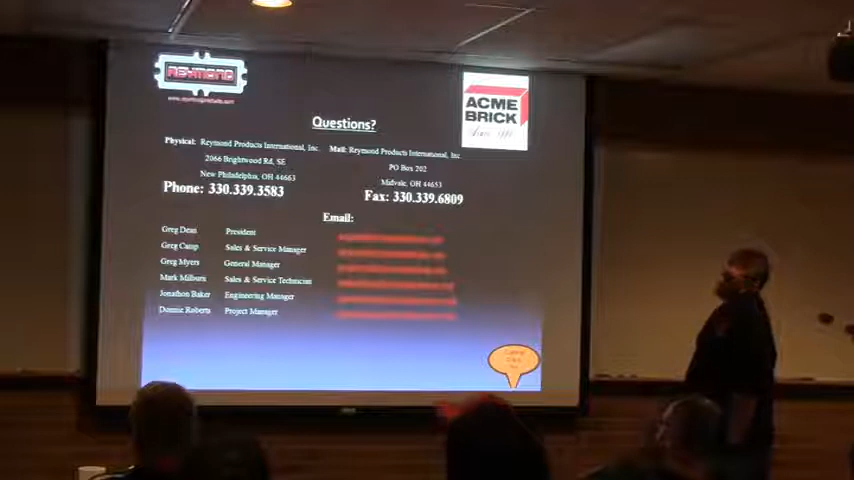 REYMOND
ACME
BRICK
Questions?
Physical: Reymond Products International, Inc. Mail: Reymond Products International, Inc.
2066 Brightwood Rd, SE
PO Box 202
New Philadelphia, OH 44663
Midvale, OH 44653
Phone: 330.339.3583
Fax: 330.339.6809
Email:
Greg Dean President
Greg Camp Sales & Service Manager
Greg Myers General Manager
Mark Milburn Sales & Service Technician
Jonathon Baker Engineering Manager
Donnie Roberts Project Manager